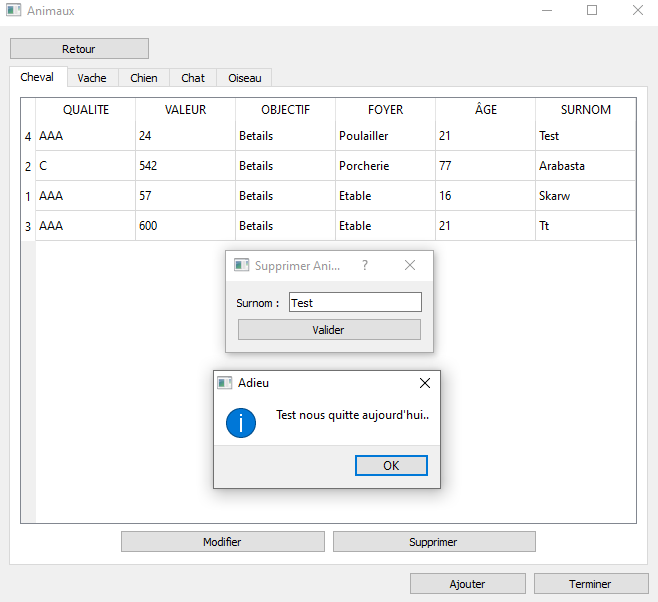 Animaux
Retour
Cheval Vache Chien Chat Oiseau
QUALITE VALEUR OBJECTIF FOYER ÂGE SURNOM
4 AAA 24 Betails Poulailler 21 Test
2 C 542 Betails Porcherie 77 Arabasta
1 AAA 57 Betails Etable 16 Skarw
3 AAA 600 Betails Etable 21 Tt
Supprimer Ani... ?
Surnom : Test
Valider
Adieu
i
Test nous quitte aujourd'hui..
OK
Modifier Supprimer
Ajouter Terminer